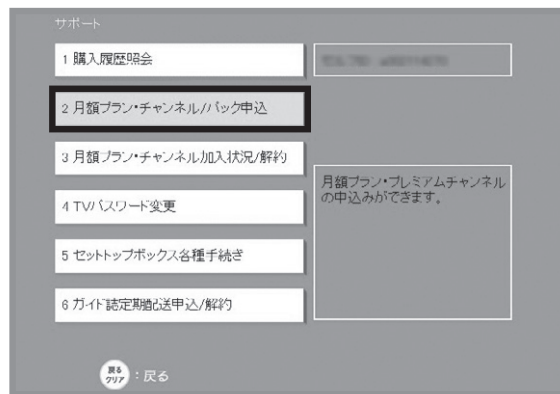 サポート
1 購入履歴照会
2 月額プラン・チャンネル/パック申込
3 月額プラン・チャンネル加入状況/解約
4 TVパスワード変更
5 セットトップボックス各種手続き
6 ガイド誌定期配送申込/解約
月額プラン・プレミアムチャンネル
の申込みができます。
戻る
クリア
：戻る